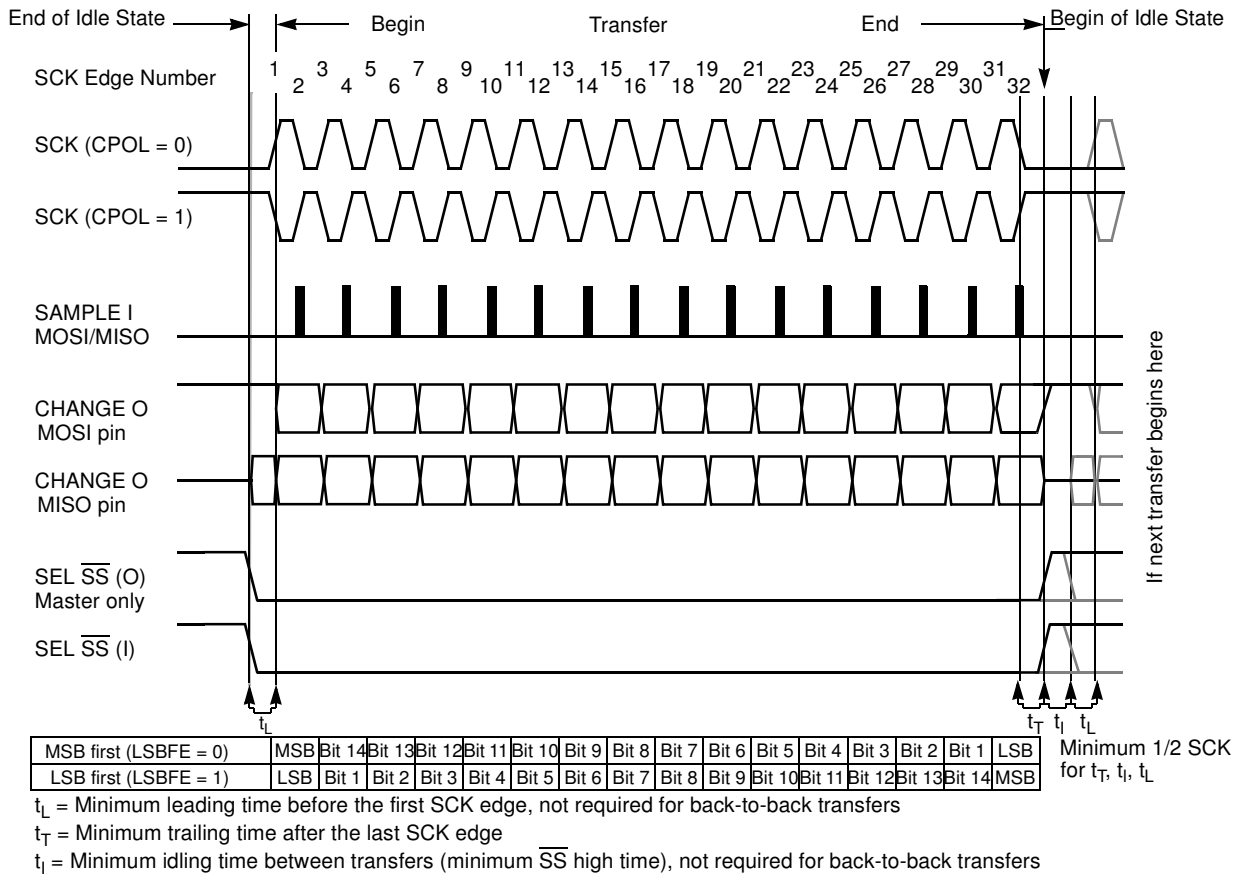 End of Idle State
Begin
Transfer
End
Begin of Idle State
SCK Edge Number
1 3 5 7 9 11 13 15 17 19 21 23 25 27 29 31
2 4 6 8 10 12 14 16 18 20 22 24 26 28 30 32
SCK (CPOL = 0)
SCK (CPOL = 1)
SAMPLE I
MOSI/MISO
CHANGE O
MOSI pin
CHANGE O
MISO pin
SEL SS (O)
Master only
SEL SS (I)
If next transfer begins here
tL
tT tI tL
MSB first (LSBFE = 0) MSB Bit 14 Bit 13 Bit 12 Bit 11 Bit 10 Bit 9 Bit 8 Bit 7 Bit 6 Bit 5 Bit 4 Bit 3 Bit 2 Bit 1 LSB
LSB first (LSBFE = 1) LSB Bit 1 Bit 2 Bit 3 Bit 4 Bit 5 Bit 6 Bit 7 Bit 8 Bit 9 Bit 10 Bit 11 Bit 12 Bit 13 Bit 14 MSB
Minimum 1/2 SCK
for tT, tI, tL
tL = Minimum leading time before the first SCK edge, not required for back-to-back transfers
tT = Minimum trailing time after the last SCK edge
tI = Minimum idling time between transfers (minimum SS high time), not required for back-to-back transfers